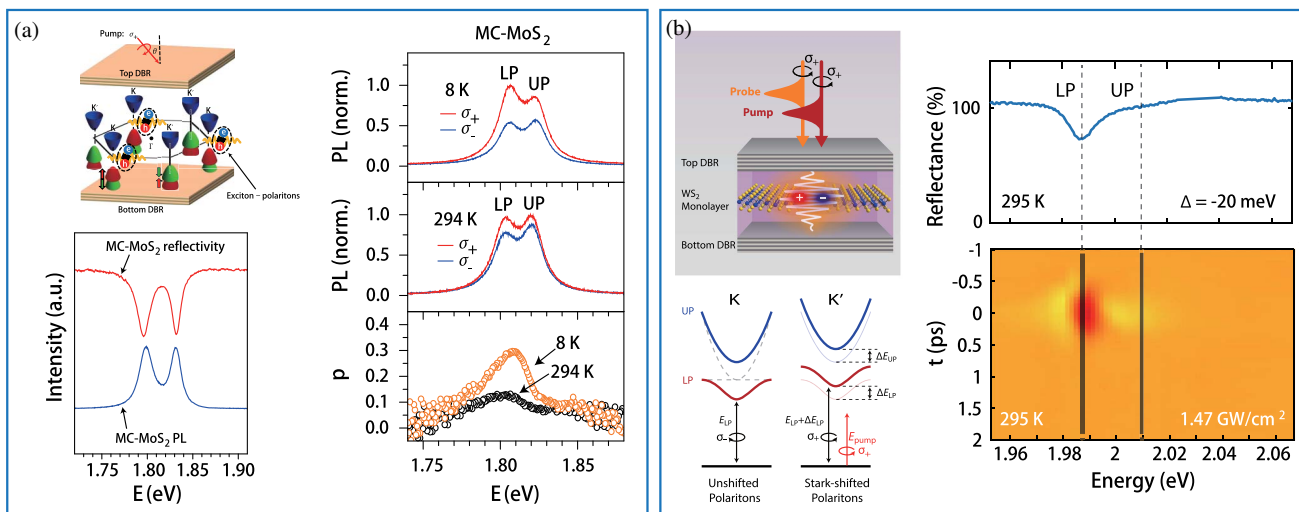 (a)
Pump: σ+
θ
Top DBR
K K' K K' K K'
e e e
h h h
Γ
Exciton – polaritons
Bottom DBR
MC-MoS2 reflectivity
MC-MoS2 PL
Intensity (a.u.)
1.72 1.80 1.83 1.90
E (eV)
MC-MoS2
PL (norm.)
1.0
0.5
0.0
8 K
LP UP
σ+
σ-
PL (norm.)
1.0
0.5
0.0
294 K
LP UP
σ+
σ-
p
0.4
0.3
0.2
0.1
0.0
8 K
294 K
1.75 1.80 1.85
E (eV)
(b)
σ+
σ+
Probe
Pump
Top DBR
WS2
Monolayer
+ −
Bottom DBR
K K'
UP
ΔEUP
LP
ΔELP
ELP
σ-
ELP+ΔELP
σ+
Epump
σ+
Unshifted
Polaritons
Stark-shifted
Polaritons
Reflectance (%)
100
0
LP UP
295 K
Δ = -20 meV
t (ps)
-1
-0.5
0
0.5
1
1.5
2
295 K
1.47 GW/cm 2
1.96 1.98 2 2.02 2.04 2.06
Energy (eV)